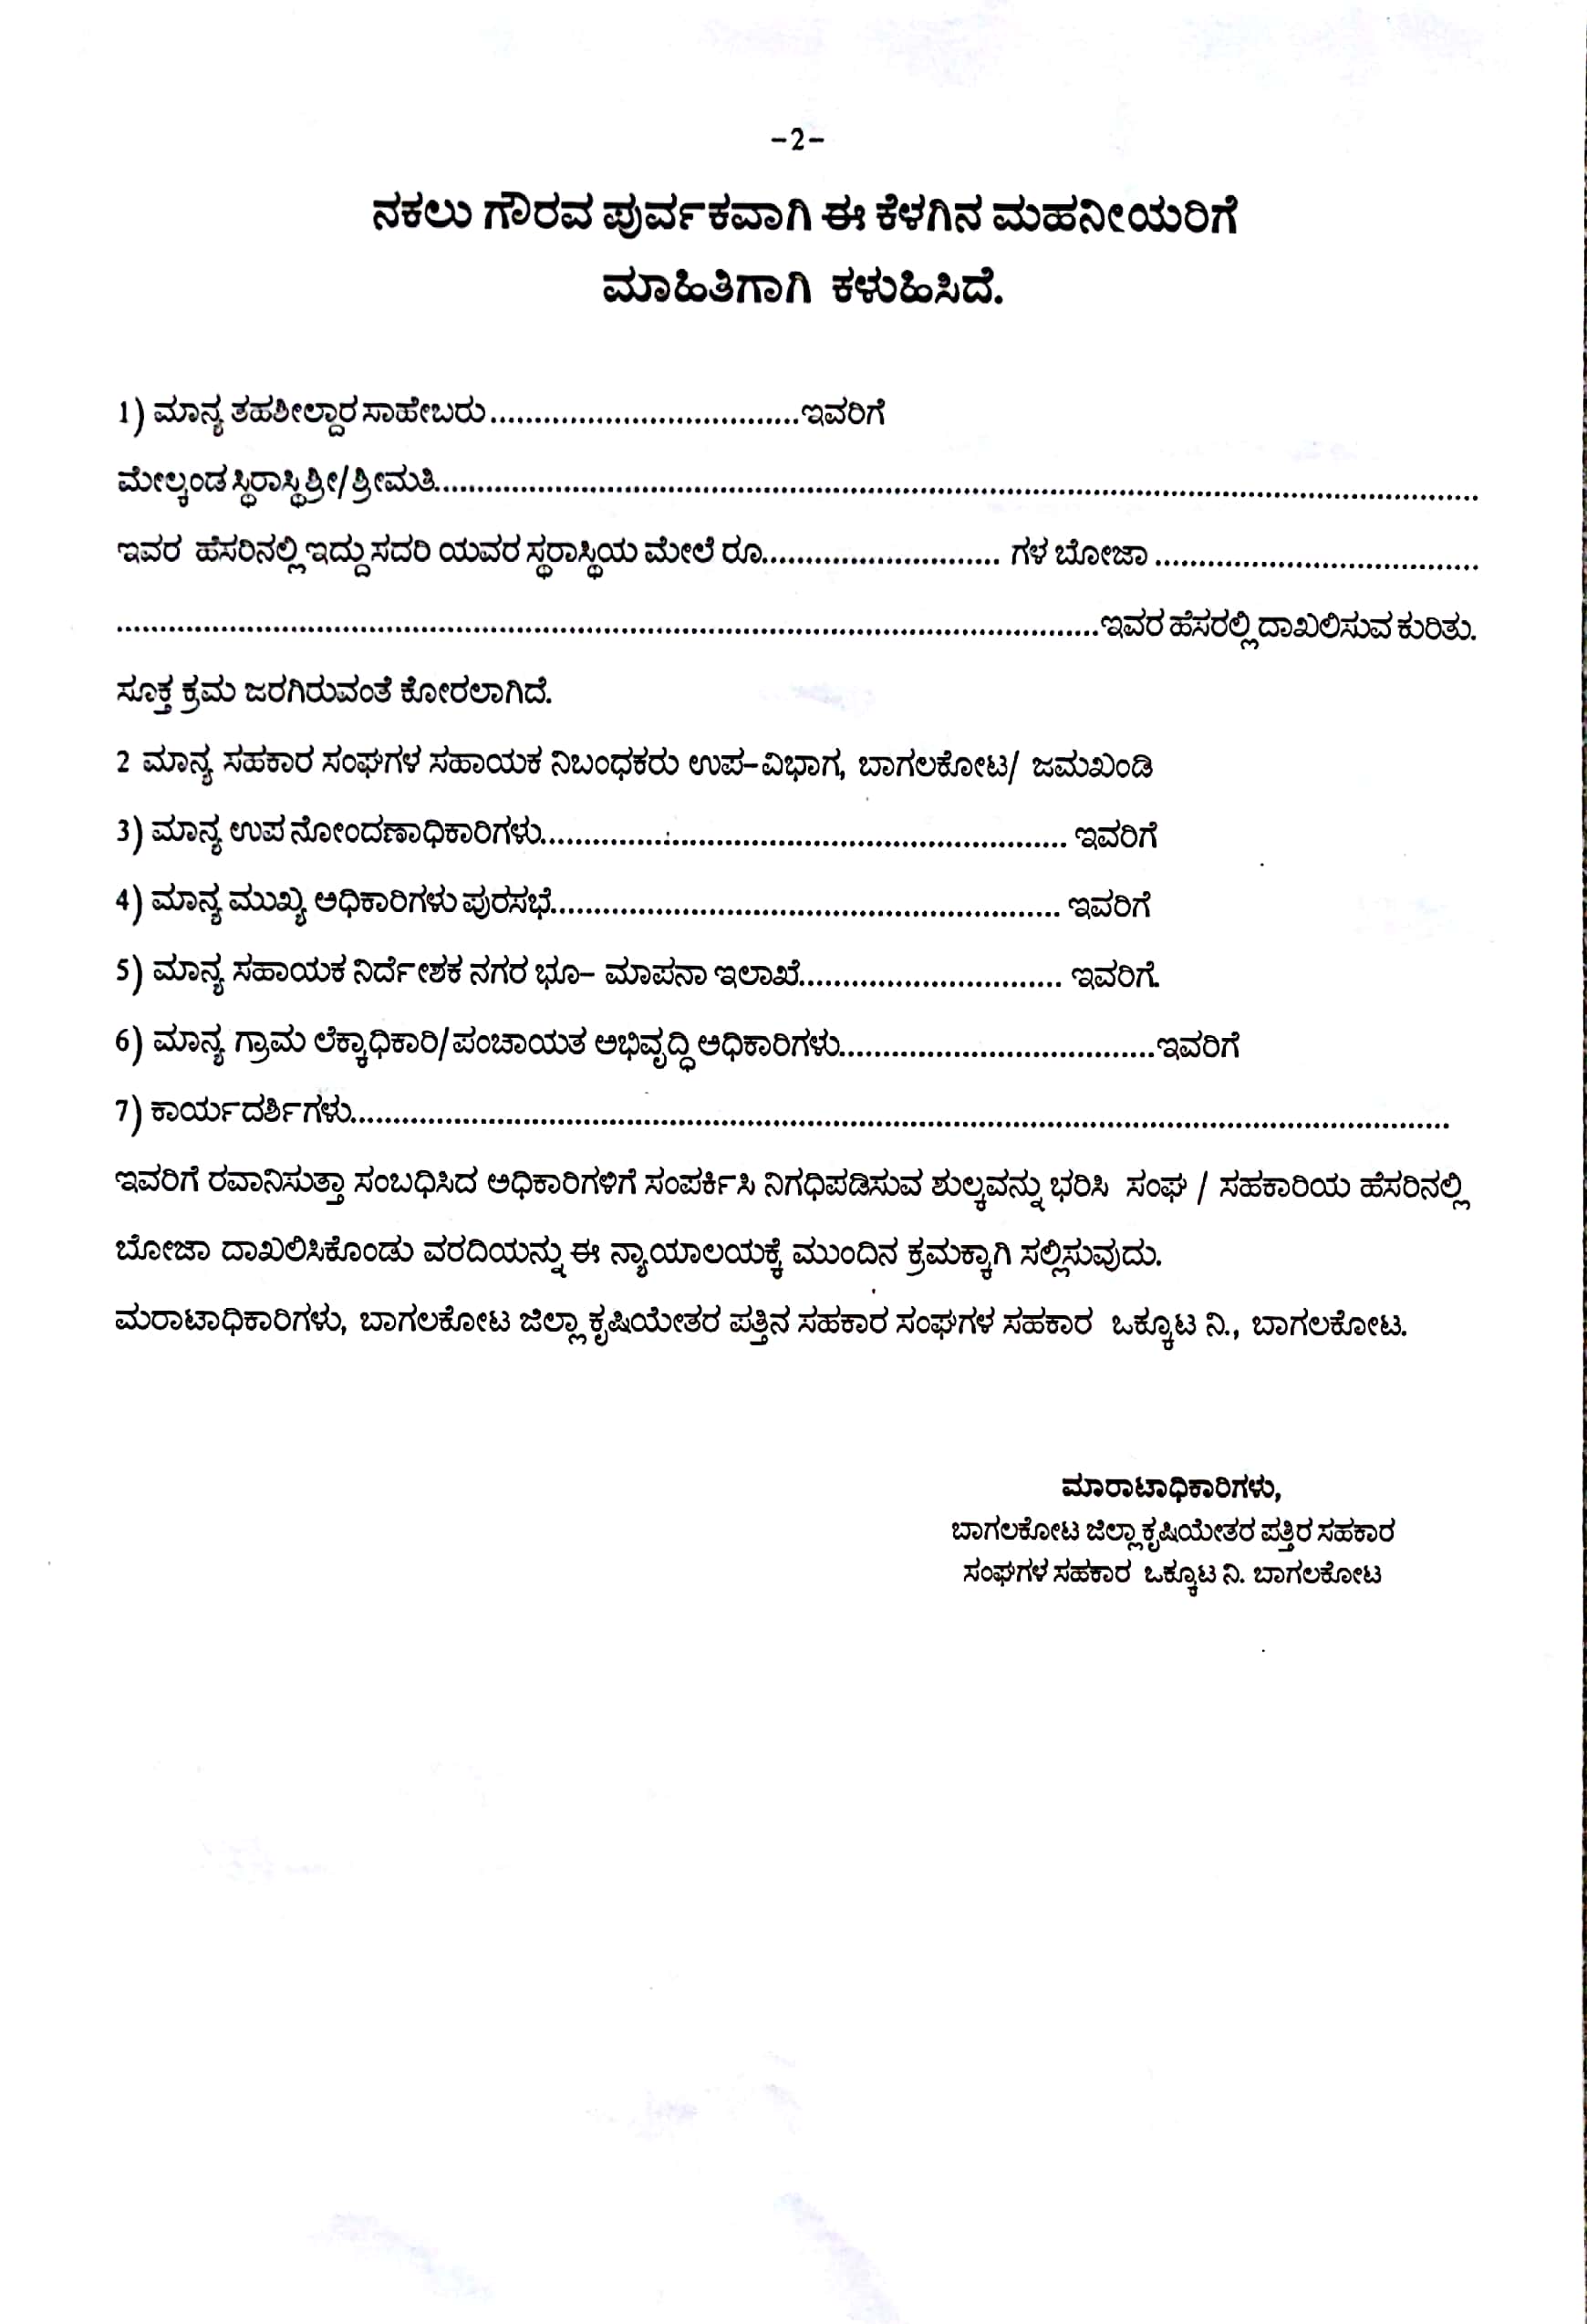 -2-
ನಕಲು ಗೌರವ ಪುರ್ವಕವಾಗಿ ಈ ಕೆಳಗಿನ ಮಹನೀಯರಿಗೆ
ಮಾಹಿತಿಗಾಗಿ ಕಳುಹಿಸಿದೆ.
1) ಮಾನ್ಯ ತಹಶೀಲ್ದಾರ ಸಾಹೇಬರು...................................ಇವರಿಗೆ
ಮೇಲ್ಕಂಡ ಸ್ಥಿರಾಸ್ಥಿ ಶ್ರೀ/ಶ್ರೀಮತಿ........................................................................................................................
ಇವರ ಹೆಸರಿನಲ್ಲಿ ಇದ್ದು ಸದರಿ ಯವರ ಸ್ಥರಾಸ್ಥಿಯ ಮೇಲೆ ರೂ........................... ಗಳ ಬೋಜಾ .....................................
.................................................................................................................ಇವರ ಹೆಸರಲ್ಲಿ ದಾಖಲಿಸುವ ಕುರಿತು.
ಸೂಕ್ತ ಕ್ರಮ ಜರಗಿರುವಂತೆ ಕೋರಲಾಗಿದೆ.
2 ಮಾನ್ಯ ಸಹಕಾರ ಸಂಘಗಳ ಸಹಾಯಕ ನಿಬಂಧಕರು ಉಪ-ವಿಭಾಗ, ಬಾಗಲಕೋಟ/ ಜಮಖಂಡಿ
3) ಮಾನ್ಯ ಉಪ ನೋಂದಣಾಧಿಕಾರಿಗಳು............................................................ ಇವರಿಗೆ
4) ಮಾನ್ಯ ಮುಖ್ಯ ಅಧಿಕಾರಿಗಳು ಪುರಸಭೆ.......................................................... ಇವರಿಗೆ
5) ಮಾನ್ಯ ಸಹಾಯಕ ನಿರ್ದೇಶಕ ನಗರ ಭೂ- ಮಾಪನಾ ಇಲಾಖೆ.............................. ಇವರಿಗೆ.
6) ಮಾನ್ಯ ಗ್ರಾಮ ಲೆಕ್ಕಾಧಿಕಾರಿ/ಪಂಚಾಯತ ಅಭಿವೃದ್ಧಿ ಅಧಿಕಾರಿಗಳು....................................ಇವರಿಗೆ
7) ಕಾರ್ಯದರ್ಶಿಗಳು..............................................................................................................................
ಇವರಿಗೆ ರವಾನಿಸುತ್ತಾ ಸಂಬಧಿಸಿದ ಅಧಿಕಾರಿಗಳಿಗೆ ಸಂಪರ್ಕಿಸಿ ನಿಗಧಿಪಡಿಸುವ ಶುಲ್ಕವನ್ನು ಭರಿಸಿ ಸಂಘ / ಸಹಕಾರಿಯ ಹೆಸರಿನಲ್ಲಿ
ಬೋಜಾ ದಾಖಲಿಸಿಕೊಂಡು ವರದಿಯನ್ನು ಈ ನ್ಯಾಯಾಲಯಕ್ಕೆ ಮುಂದಿನ ಕ್ರಮಕ್ಕಾಗಿ ಸಲ್ಲಿಸುವುದು.
ಮರಾಟಾಧಿಕಾರಿಗಳು, ಬಾಗಲಕೋಟ ಜಿಲ್ಲಾ ಕೃಷಿಯೇತರ ಪತ್ತಿನ ಸಹಕಾರ ಸಂಘಗಳ ಸಹಕಾರ ಒಕ್ಕೂಟ ನಿ., ಬಾಗಲಕೋಟ.
ಮಾರಾಟಾಧಿಕಾರಿಗಳು,
ಬಾಗಲಕೋಟ ಜಿಲ್ಲಾ ಕೃಷಿಯೇತರ ಪತ್ತಿರ ಸಹಕಾರ
ಸಂಘಗಳ ಸಹಕಾರ ಒಕ್ಕೂಟ ನಿ. ಬಾಗಲಕೋಟ